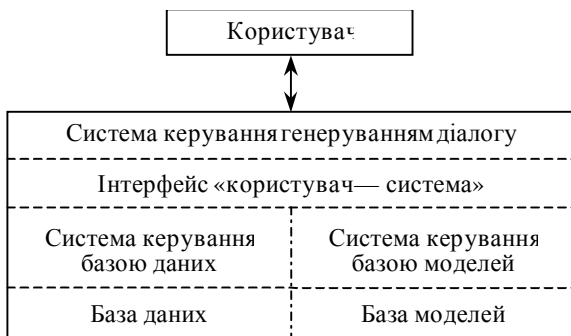 Користувач
Система керування генеруванням діалогу
Інтерфейс «користувач— система»
Система керування
базою даних
Система керування
базою моделей
База даних
База моделей